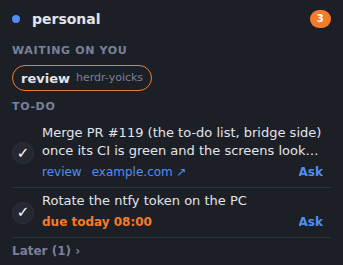 personal
3
WAITING ON YOU
review herdr-yoicks
TO-DO
Merge PR #119 (the to-do list, bridge side)
once its CI is green and the screens look…
review example.com ↗ Ask
Rotate the ntfy token on the PC
due today 08:00 Ask
Later (1) ›